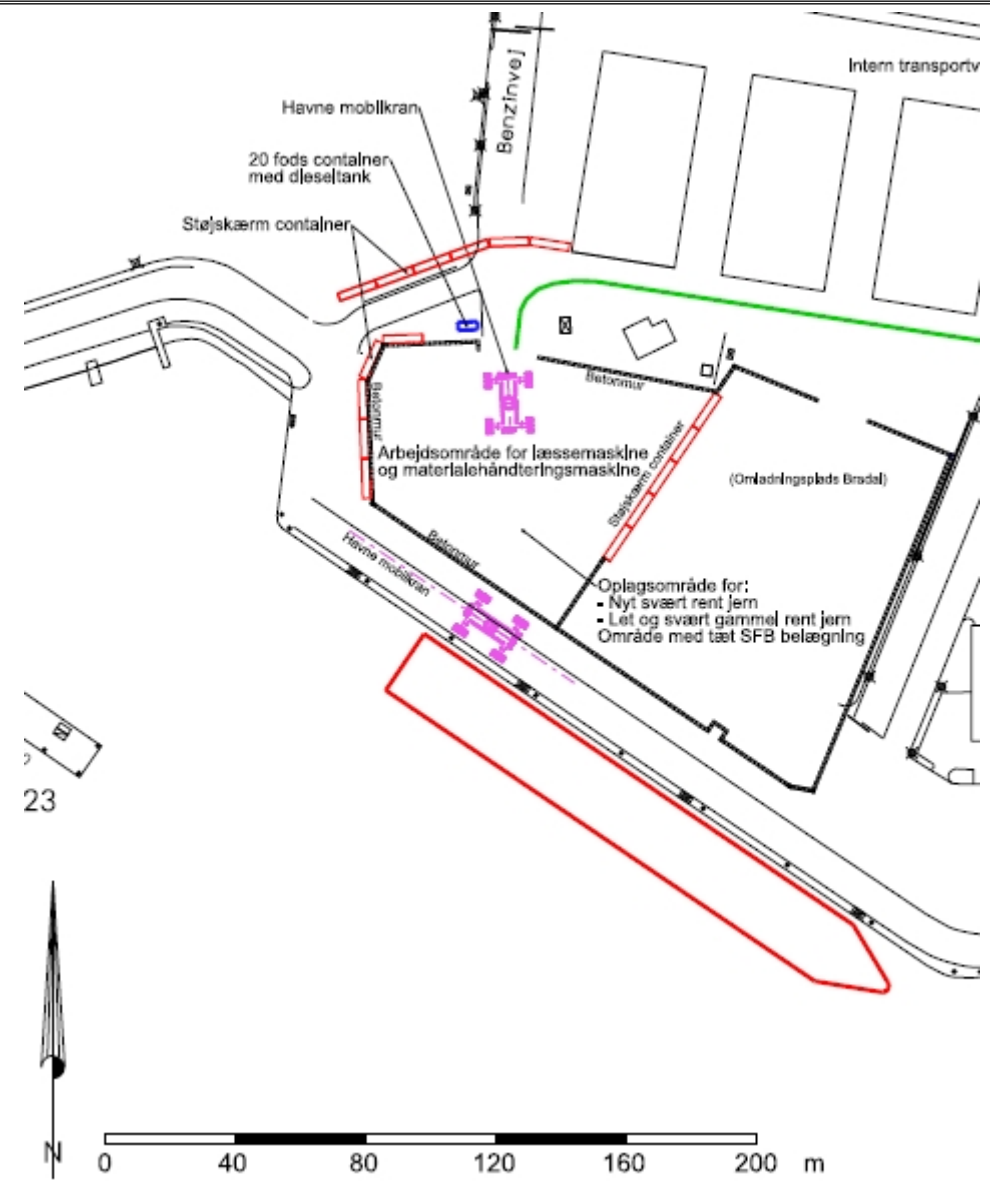 Intern transportv
Benzinvej
Havne mobilkran
20 fods container
med dieseltank
Støjskærm container
Betonmur
Betonmur
Arbejdsområde for læssemaskine
og materialehåndteringsmaskine
Støjskærm container
(Omladningsplads Brødal)
Betonmur
Havne mobilkran
Oplagsområde for:
- Nyt svært rent jern
- Let og svært gammel rent jern
Område med tæt SFB belægning
23
N
0 40 80 120 160 200 m